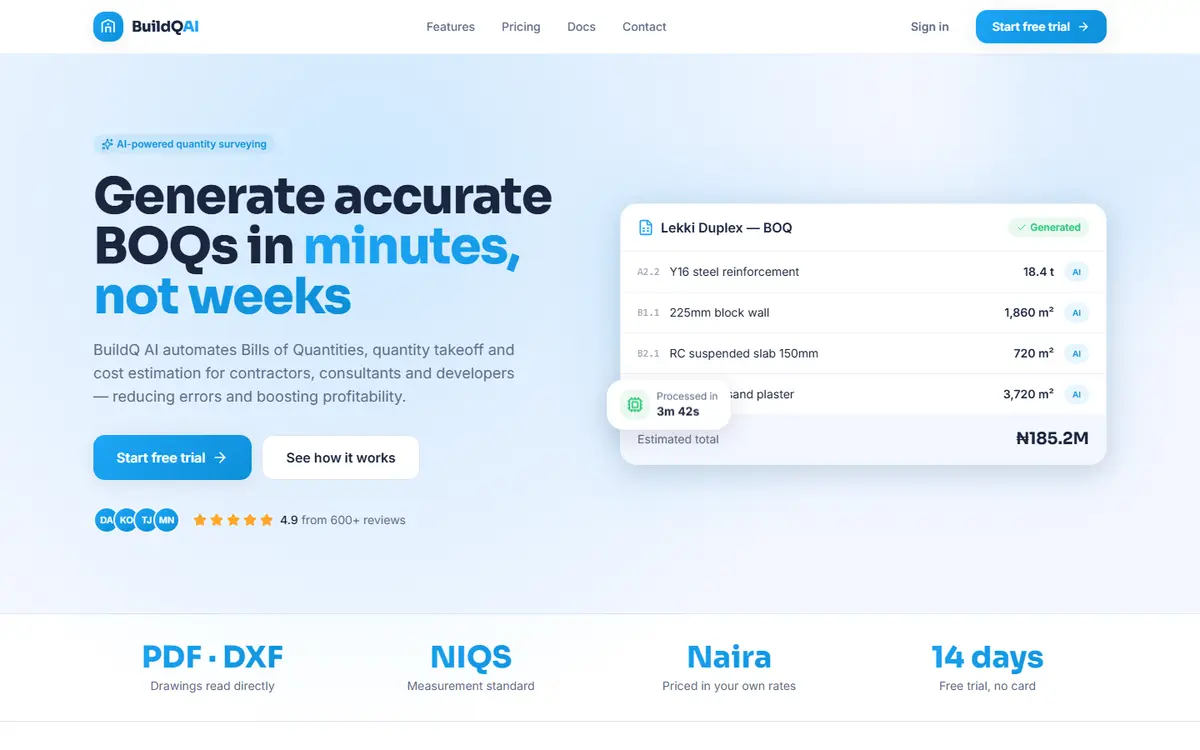 BuildQAI
Features
Pricing
Docs
Contact
Sign in
Start free trial →
AI-powered quantity surveying
Generate accurate
BOQs in minutes,
not weeks
BuildQ AI automates Bills of Quantities, quantity takeoff and
cost estimation for contractors, consultants and developers
— reducing errors and boosting profitability.
Start free trial →
See how it works
DA KO TJ MN
4.9 from 600+ reviews
Lekki Duplex — BOQ
Generated
A2.2 Y16 steel reinforcement 18.4 t AI
B1.1 225mm block wall 1,860 m² AI
B2.1 RC suspended slab 150mm 720 m² AI
sand plaster 3,720 m² AI
Processed in
3m 42s
Estimated total ₦185.2M
PDF · DXF
Drawings read directly
NIQS
Measurement standard
Naira
Priced in your own rates
14 days
Free trial, no card